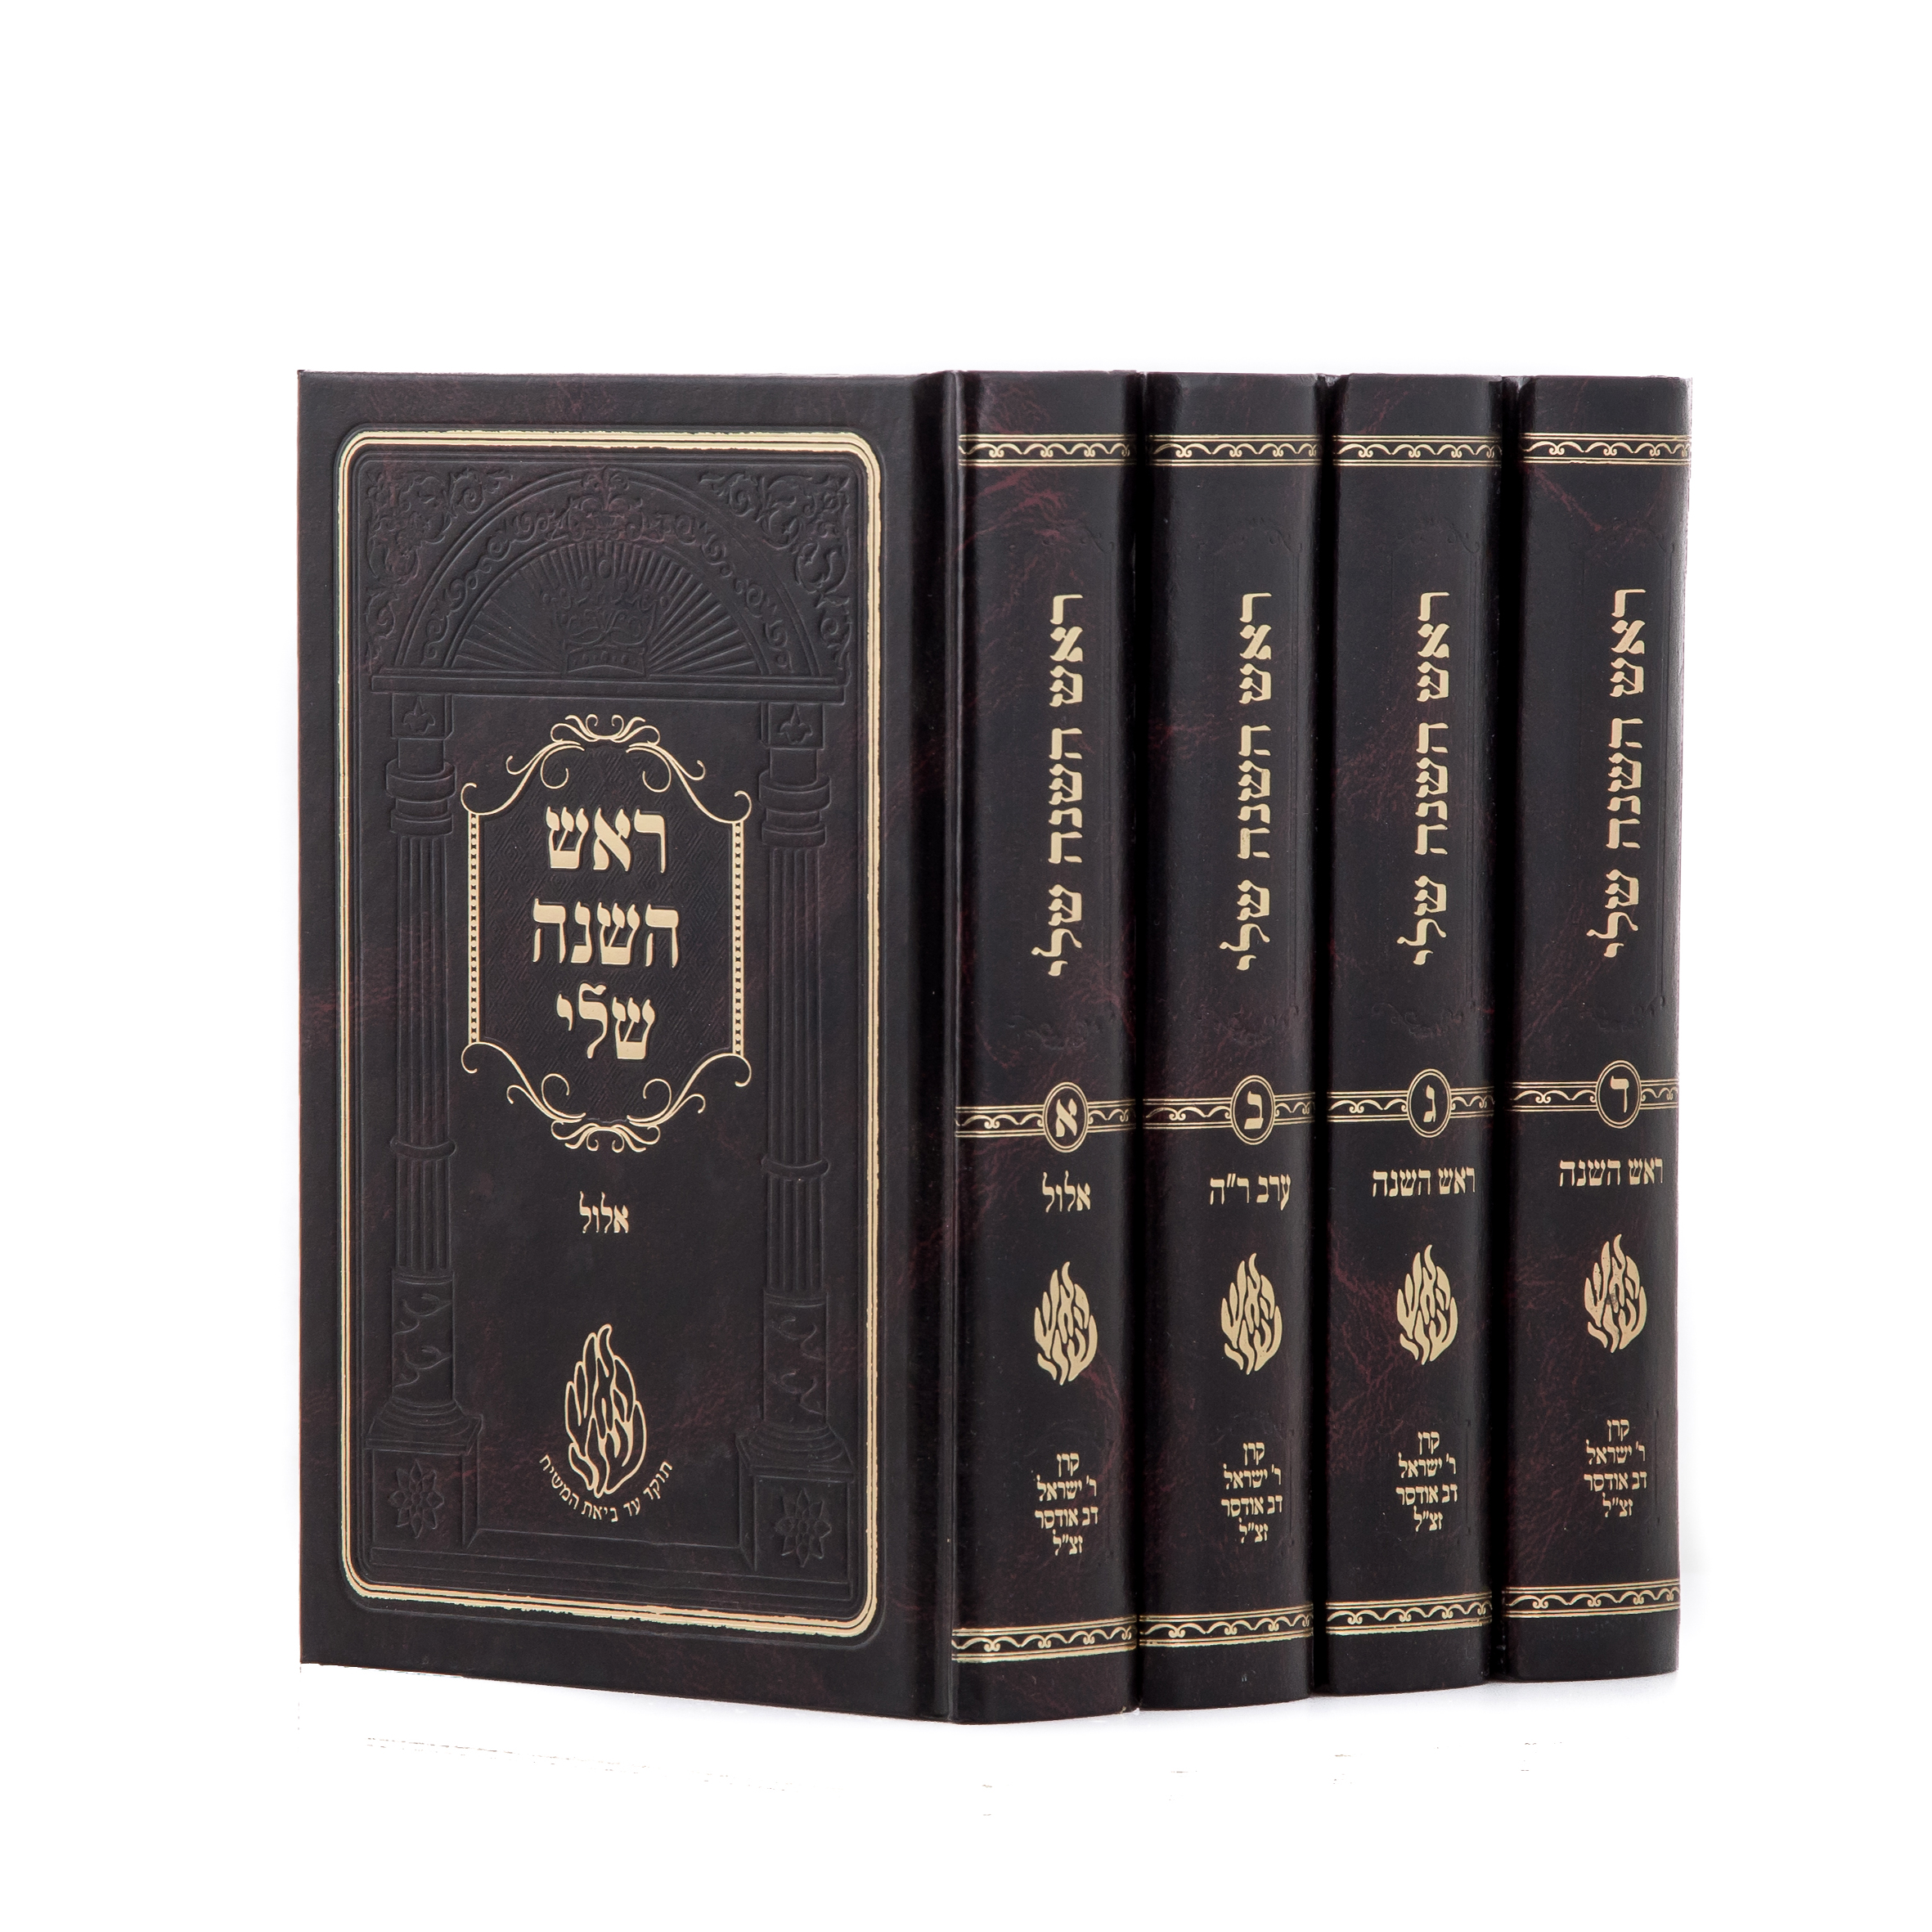 ראש
השנה
שלי
אלול
תוקד עד ביאת המשיח
ראש השנה שלי
א
אלול
קרן
ר' ישראל
דב אודסר
זצ"ל
ראש השנה שלי
ב
ערב ר"ה
קרן
ר' ישראל
דב אודסר
זצ"ל
ראש השנה שלי
ג
ראש השנה
קרן
ר' ישראל
דב אודסר
זצ"ל
ראש השנה שלי
ד
ראש השנה
קרן
ר' ישראל
דב אודסר
זצ"ל